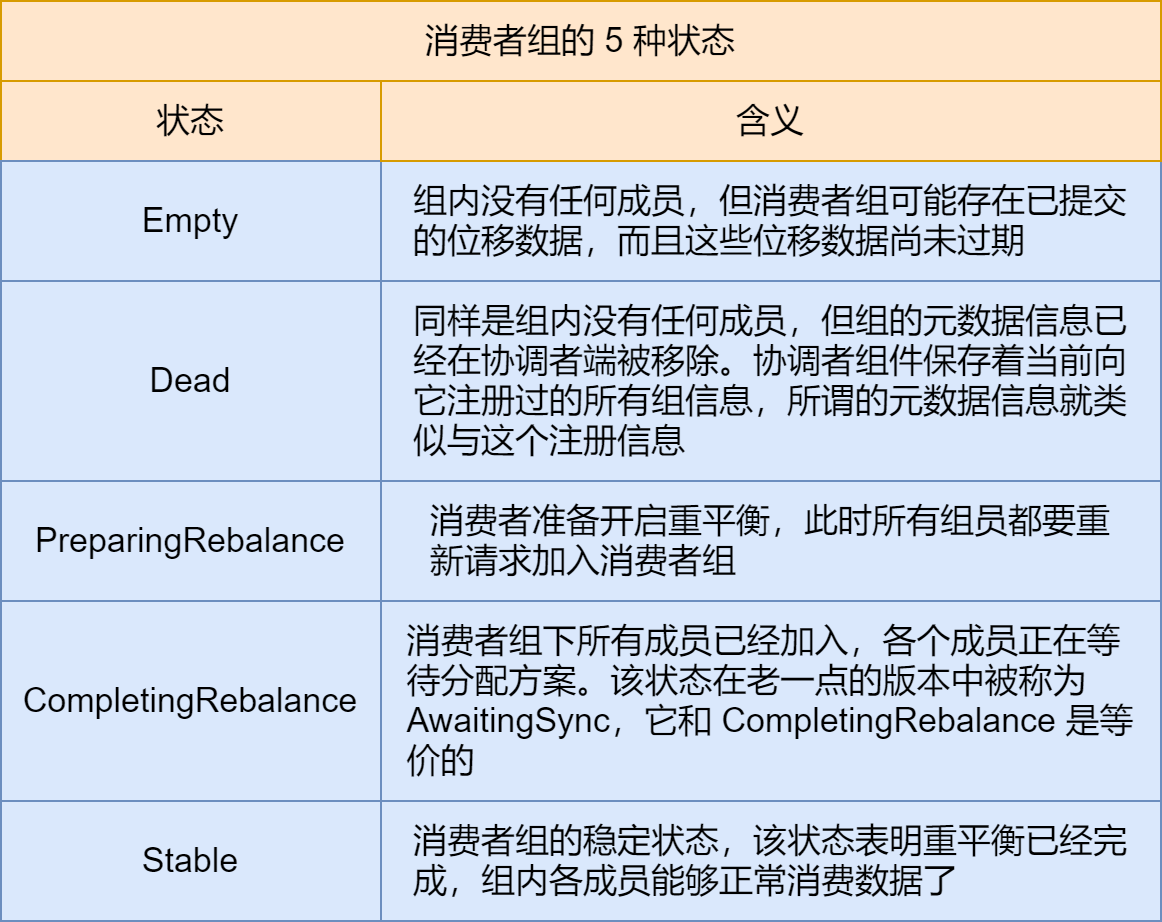 消费者组的 5 种状态
状态
含义
Empty
组内没有任何成员，但消费者组可能存在已提交
的位移数据，而且这些位移数据尚未过期
Dead
同样是组内没有任何成员，但组的元数据信息已
经在协调者端被移除。协调者组件保存着当前向
它注册过的所有组信息，所谓的元数据信息就类
似与这个注册信息
PreparingRebalance
消费者准备开启重平衡，此时所有组员都要重
新请求加入消费者组
CompletingRebalance
消费者组下所有成员已经加入，各个成员正在等
待分配方案。该状态在老一点的版本中被称为
AwaitingSync，它和 CompletingRebalance 是等
价的
Stable
消费者组的稳定状态，该状态表明重平衡已经完
成，组内各成员能够正常消费数据了